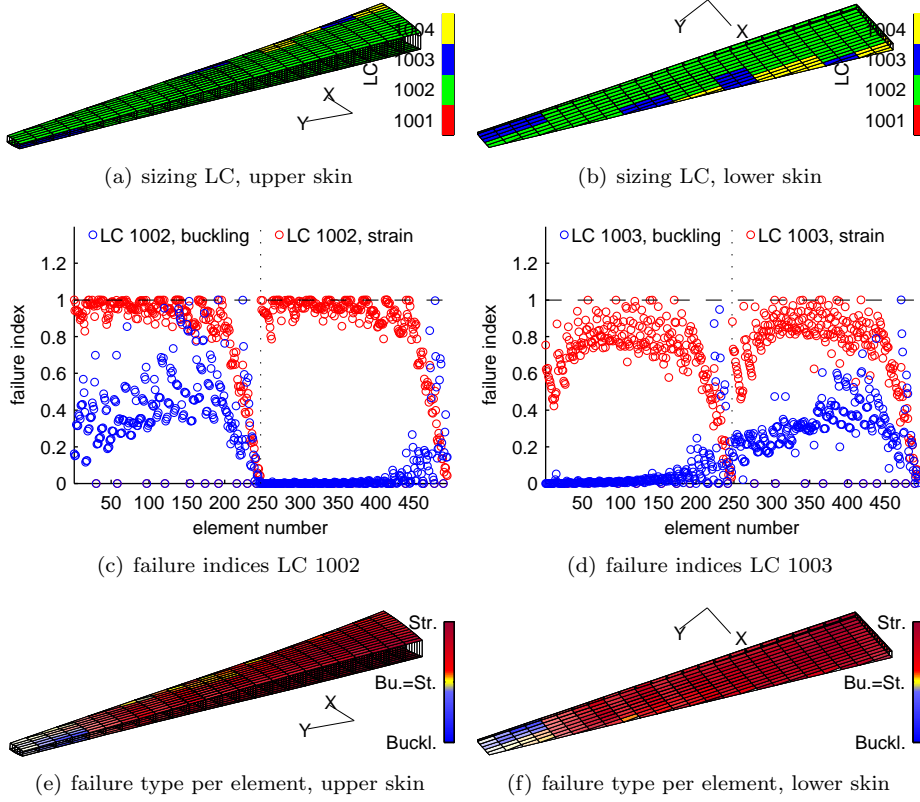 1004
1003
1002
1001
LC
X
Y
(a) sizing LC, upper skin
Y
X
1004
1003
1002
1001
LC
(b) sizing LC, lower skin
LC 1002, buckling
LC 1002, strain
1.2
1
0.8
0.6
0.4
0.2
0
failure index
50 100 150 200 250 300 350 400 450
element number
(c) failure indices LC 1002
LC 1003, buckling
LC 1003, strain
1.2
1
0.8
0.6
0.4
0.2
0
failure index
50 100 150 200 250 300 350 400 450
element number
(d) failure indices LC 1003
Str.
Bu.=St.
Buckl.
X
Y
(e) failure type per element, upper skin
Y
X
Str.
Bu.=St.
Buckl.
(f) failure type per element, lower skin